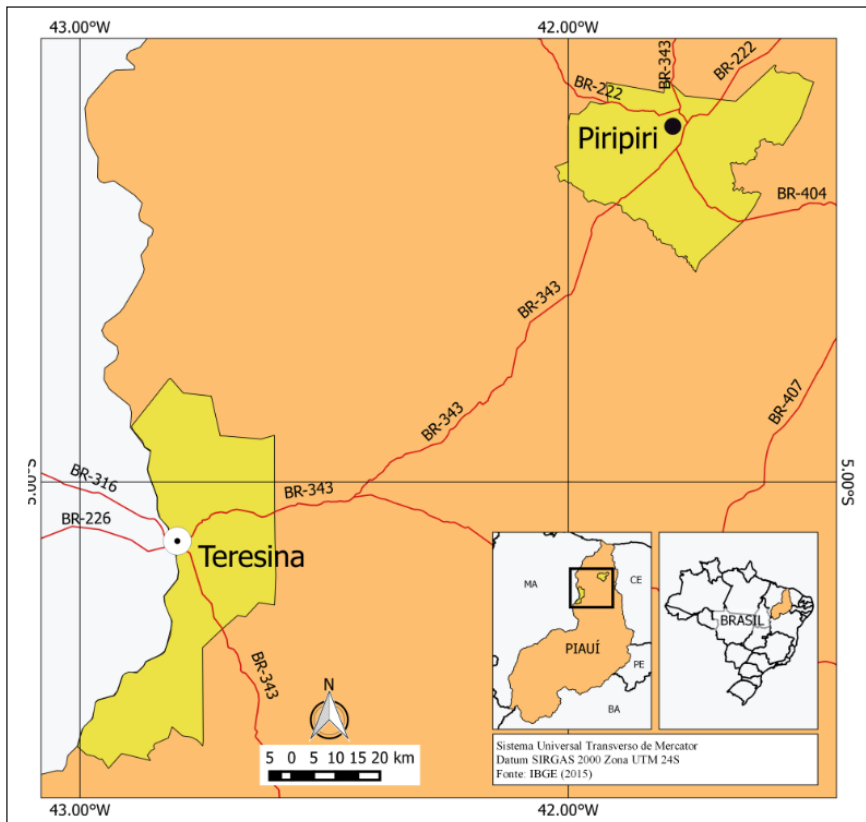 43.00°W
42.00°W
BR-343
BR-222
BR-222
Piripiri
BR-404
BR-343
BR-407
BR-343
5.00°S
5.00°S
BR-316
BR-343
BR-226
Teresina
MA
CE
BRASIL
PIAUÍ
PE
BR-343
BA
N
Sistema Universal Transverso de Mercator
Datum SIRGAS 2000 Zona UTM 24S
Fonte: IBGE (2015)
5 0 5 10 15 20 km
43.00°W
42.00°W